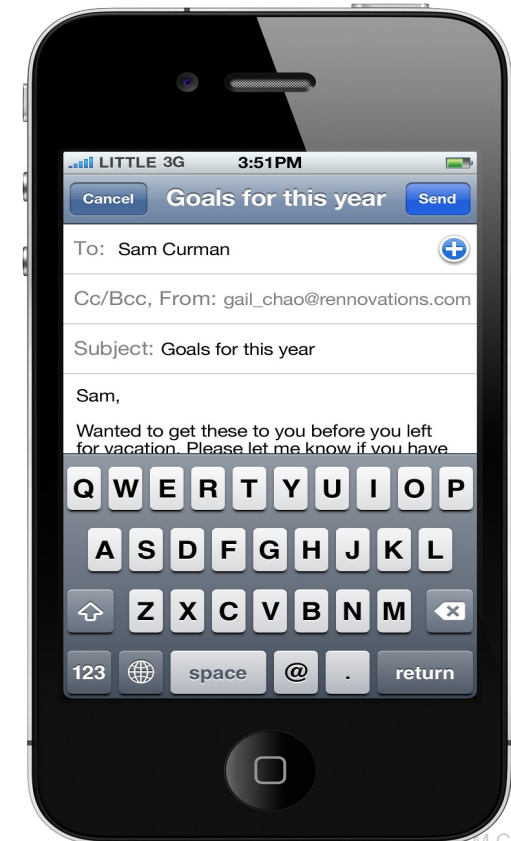 LITTLE 3G 3:51PM
Cancel Goals for this year Send
To: Sam Curman
Cc/Bcc, From: gail_chao@rennovations.com
Subject: Goals for this year
Sam,
Wanted to get these to you before you left
for vacation. Please let me know if you have
Q W E R T Y U I O P
A S D F G H J K L
Z X C V B N M
123 space @ . return